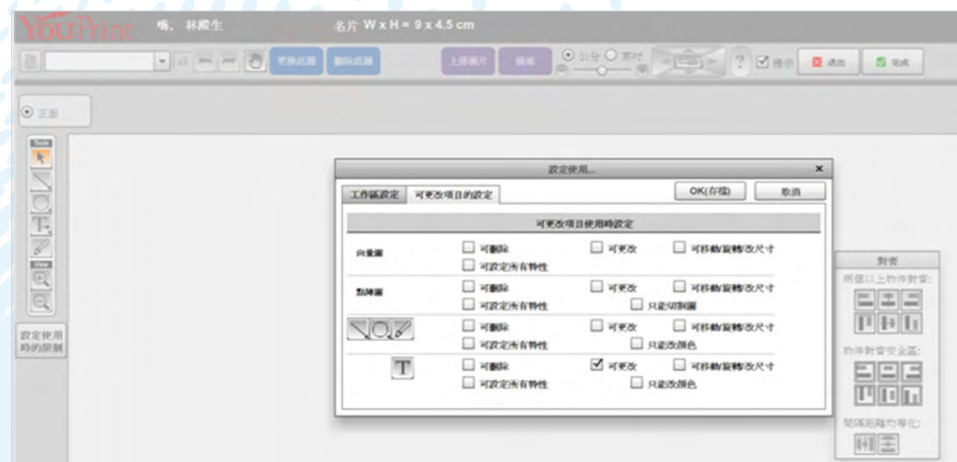 YouPrint 嗨, 林殿生 名片 W x H = 9 x 4.5 cm
更換底圖 刪除底圖 上傳圖片 圖庫 公分 英吋 ? 提示 退出 完成
正面
Tools
T
View
設定使用時的限制
設定使用... ×
工作區設定 可更改項目的設定 OK(存檔) 取消
可更改項目使用時設定
向量圖 可刪除 可更改 可移動/旋轉/改尺寸
可設定所有特性
點陣圖 可刪除 可更改 可移動/旋轉/改尺寸
可設定所有特性 只能切割圖
可刪除 可更改 可移動/旋轉/改尺寸
可設定所有特性 只能改顏色
T 可刪除 可更改 可移動/旋轉/改尺寸
可設定所有特性 只能改顏色
對齊
兩個以上物件對齊:
物件對齊安全區:
間隔距離均等化: